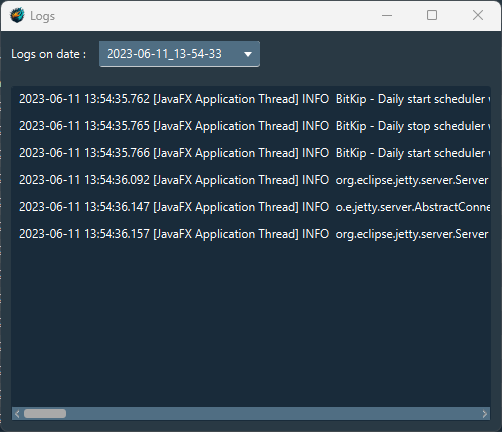 Logs
Logs on date :
2023-06-11_13-54-33
2023-06-11 13:54:35.762 [JavaFX Application Thread] INFO  BitKip - Daily start scheduler
2023-06-11 13:54:35.765 [JavaFX Application Thread] INFO  BitKip - Daily stop scheduler
2023-06-11 13:54:35.766 [JavaFX Application Thread] INFO  BitKip - Daily start scheduler
2023-06-11 13:54:36.092 [JavaFX Application Thread] INFO  org.eclipse.jetty.server.Server
2023-06-11 13:54:36.147 [JavaFX Application Thread] INFO  o.e.jetty.server.AbstractConne
2023-06-11 13:54:36.157 [JavaFX Application Thread] INFO  org.eclipse.jetty.server.Server